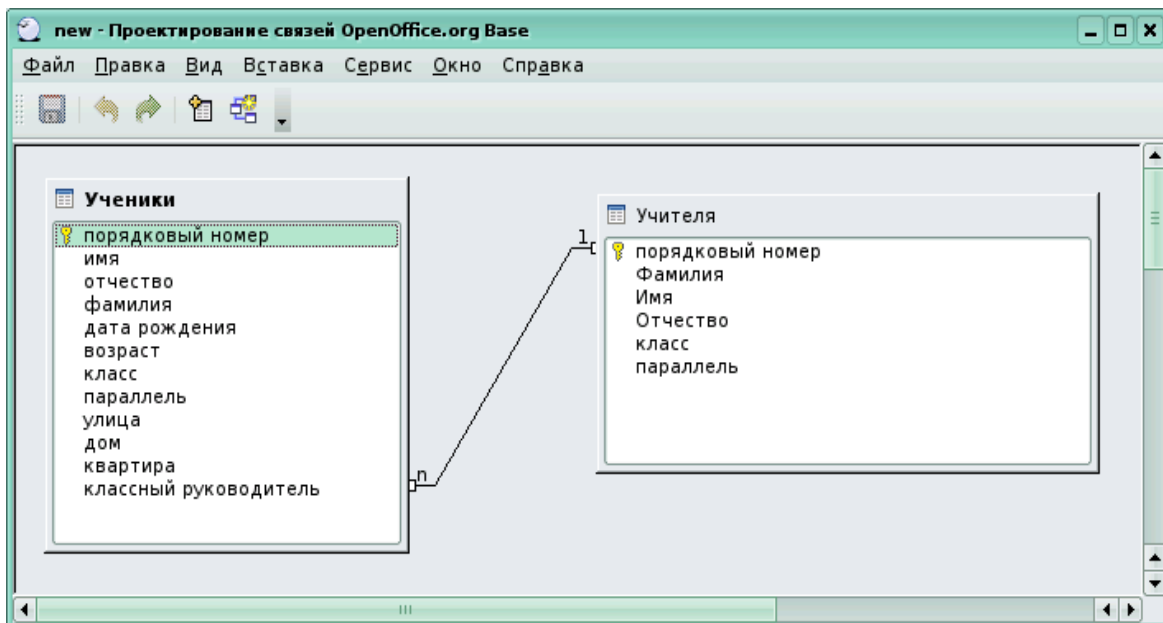 new - Проектирование связей OpenOffice.org Base
Файл Правка Вид Вставка Сервис Окно Справка
Ученики
порядковый номер
имя
отчество
фамилия
дата рождения
возраст
класс
параллель
улица
дом
квартира
классный руководитель
n
1
Учителя
порядковый номер
Фамилия
Имя
Отчество
класс
параллель